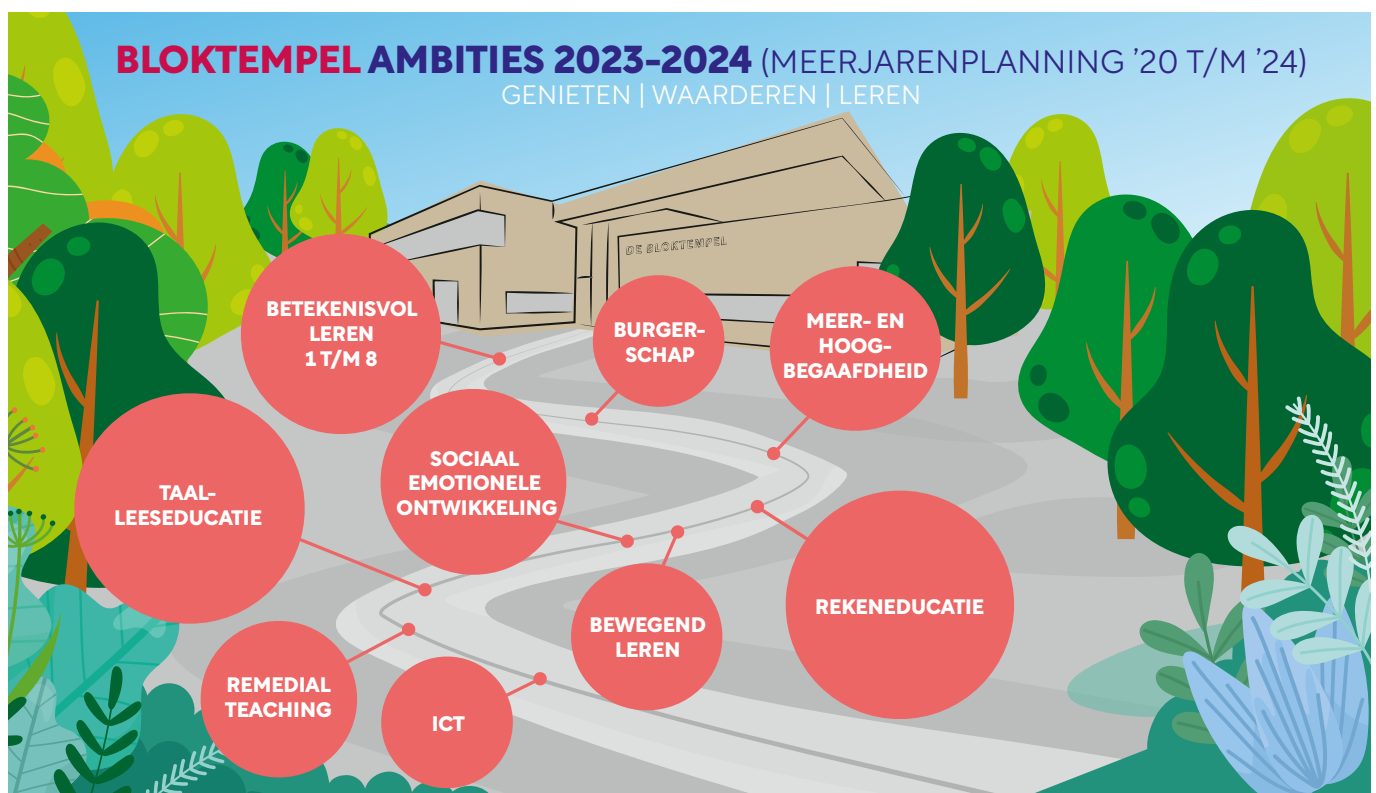 BLOKTEMPEL AMBITIES 2023-2024 (MEERJARENPLANNING ’20 T/M ’24)
GENIETEN | WAARDEREN | LEREN
DE BLOKTEMPEL
BETEKENISVOL
LEREN
1 T/M 8
BURGER-
SCHAP
MEER- EN
HOOG-
BEGAAFDHEID
TAAL-
LEESEDUCATIE
SOCIAAL
EMOTIONELE
ONTWIKKELING
REKENEDUCATIE
BEWEGEND
LEREN
REMEDIAL
TEACHING
ICT